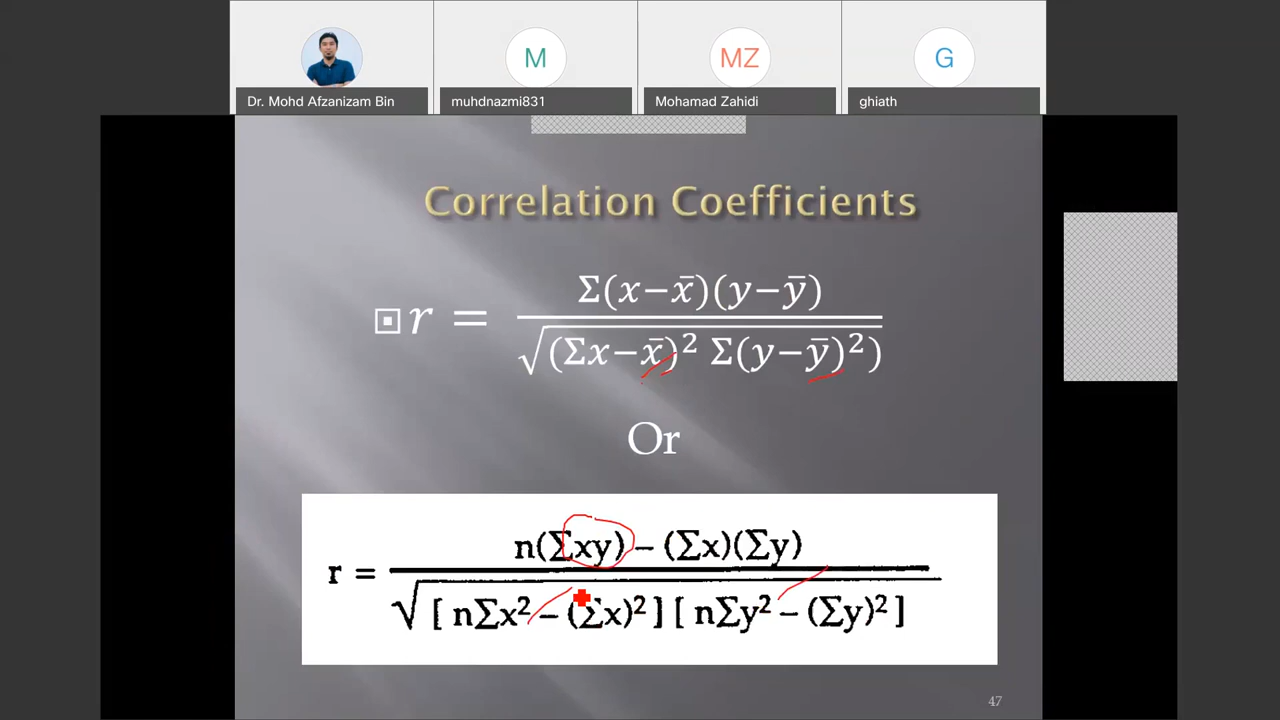 M
MZ
G
Dr. Mohd Afzanizam Bin
muhdnazmi831
Mohamad Zahidi
ghiath
Correlation Coefficients
r = Σ(x−x̄)(y−ȳ) / √(Σx−x̄)² Σ(y−ȳ)²)
Or
r = n(Σxy) − (Σx)(Σy) / √[ nΣx² − (Σx)² ] [ nΣy² − (Σy)² ]
47